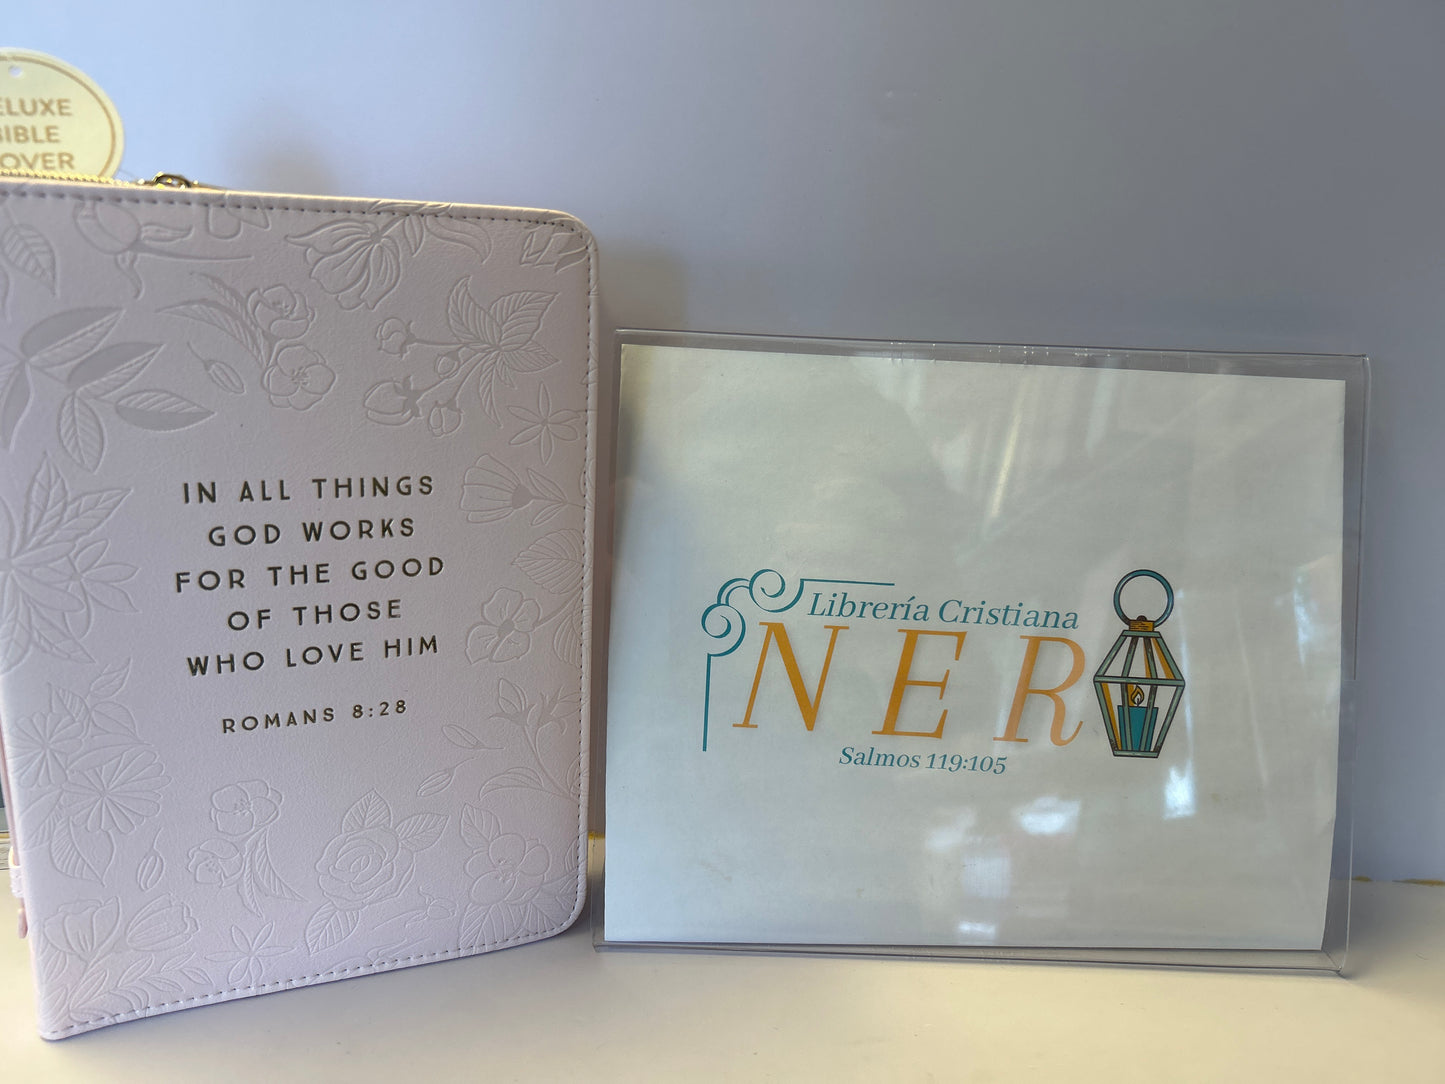 BIBLE
IN ALL THINGS
GOD WORKS
FOR THE GOOD
OF THOSE
WHO LOVE HIM
ROMANS 8:28
Librería Cristiana
NER
Salmos 119:105